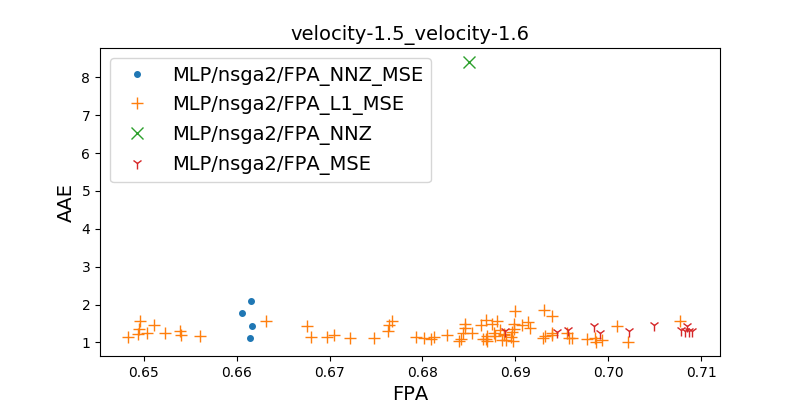 velocity-1.5_velocity-1.6
MLP/nsga2/FPA_NNZ_MSE
MLP/nsga2/FPA_L1_MSE
MLP/nsga2/FPA_NNZ
MLP/nsga2/FPA_MSE
AAE
8
7
6
5
4
3
2
1
0.65 0.66 0.67 0.68 0.69 0.70 0.71
FPA